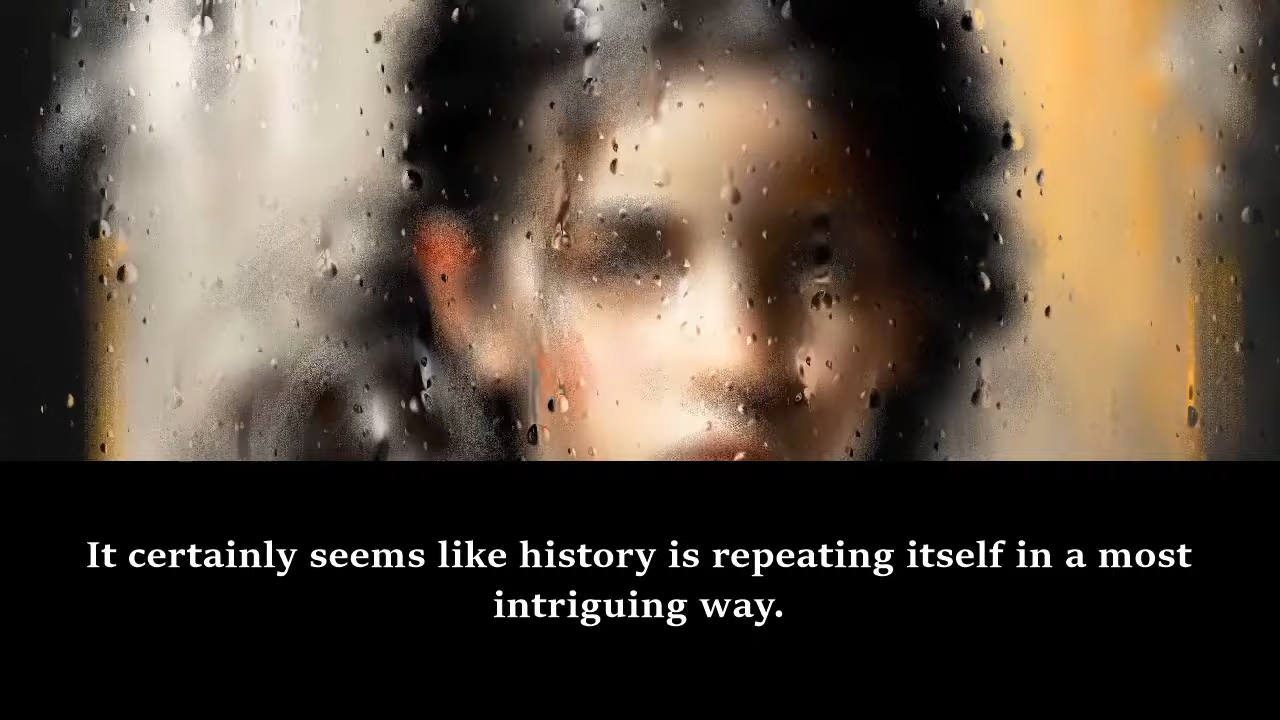 It certainly seems like history is repeating itself in a most
intriguing way.